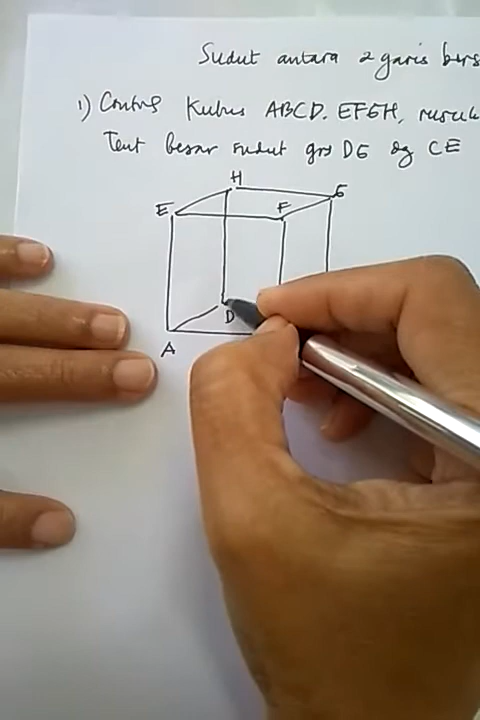 Sudut antara 2 garis bers
1) Contoh Kubus ABCD.EFGH, rusuk
Tent besar sudut grs DG dg CE
H
G
E
F
D
A